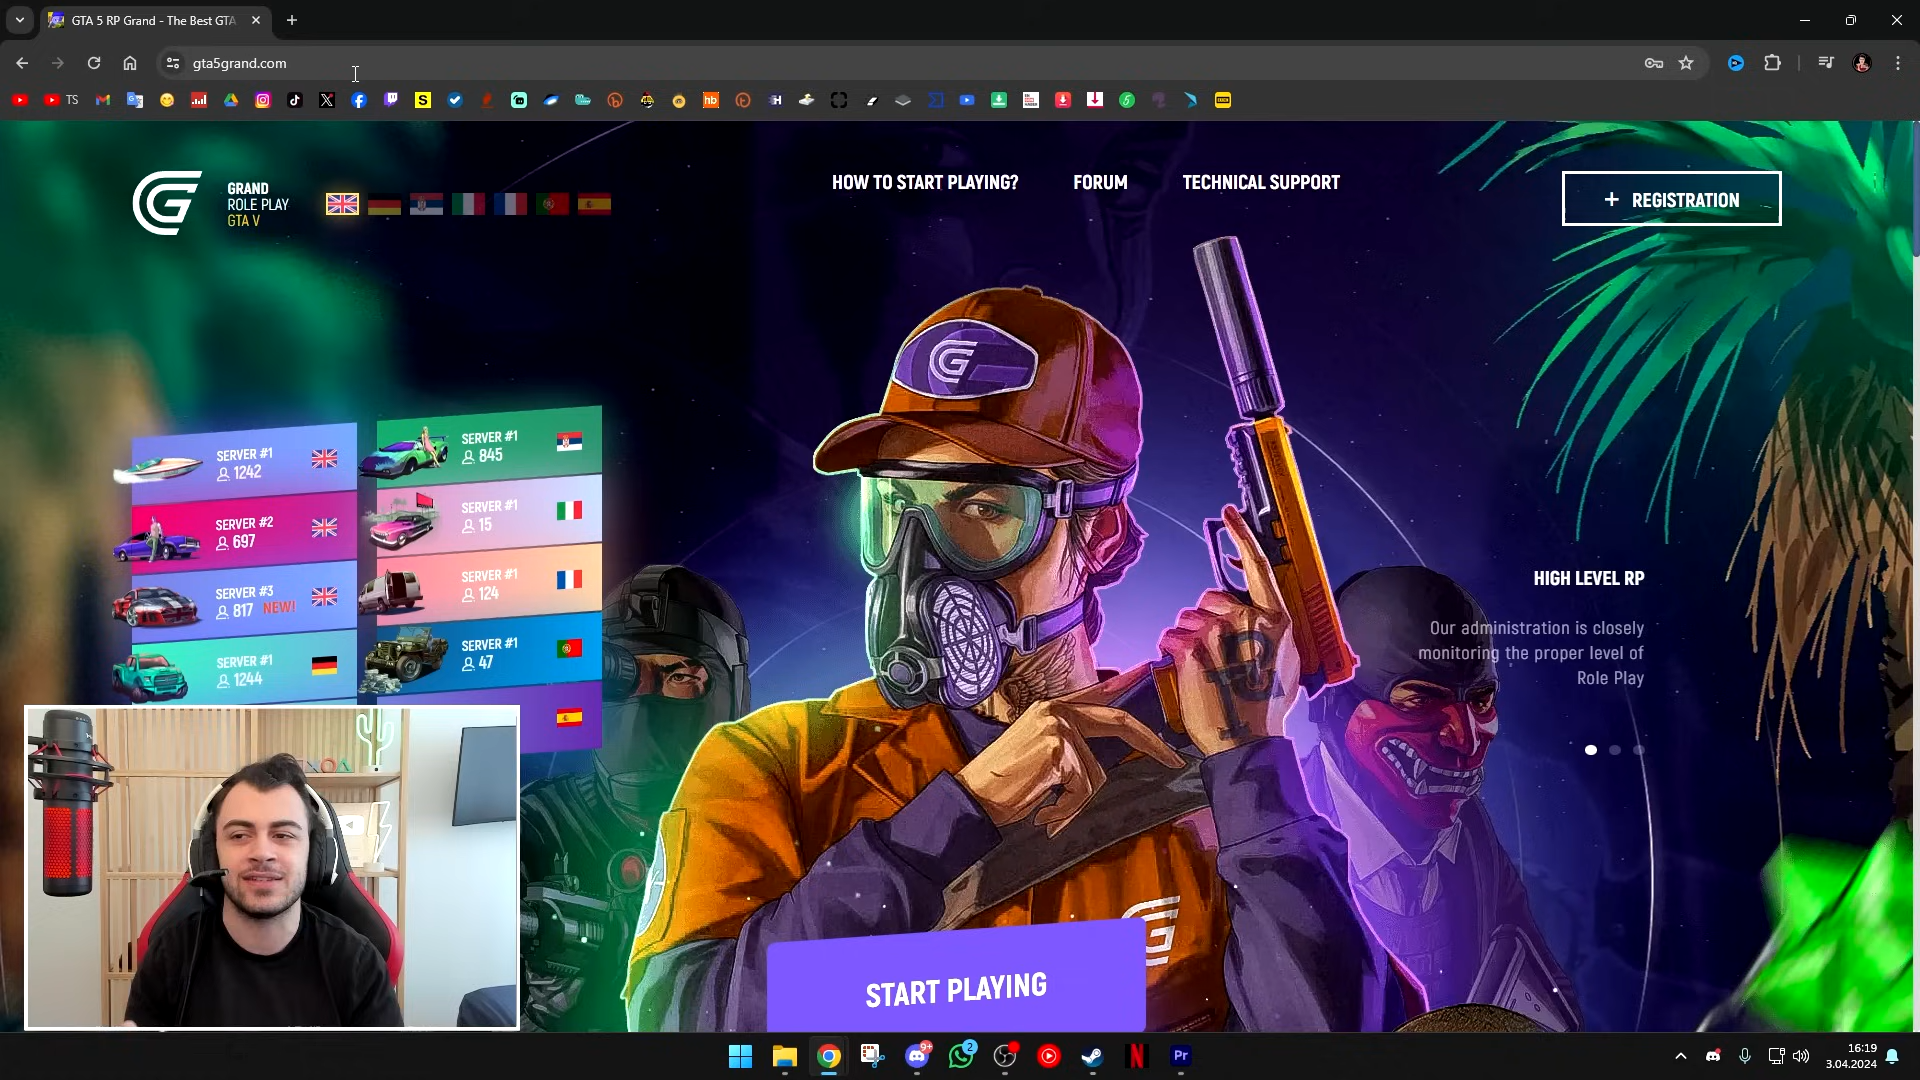 GTA 5 RP Grand - The Best GTA
gta5grand.com
TS
GRAND
ROLE PLAY
GTA V
HOW TO START PLAYING?
FORUM
TECHNICAL SUPPORT
+ REGISTRATION
SERVER #1
1242
SERVER #2
697
SERVER #3
817 NEW!
SERVER #1
1244
SERVER #1
845
SERVER #1
15
SERVER #1
124
SERVER #1
47
HIGH LEVEL RP
Our administration is closely
monitoring the proper level of
Role Play
START PLAYING
9+
2
Pr
16:19
3.04.2024